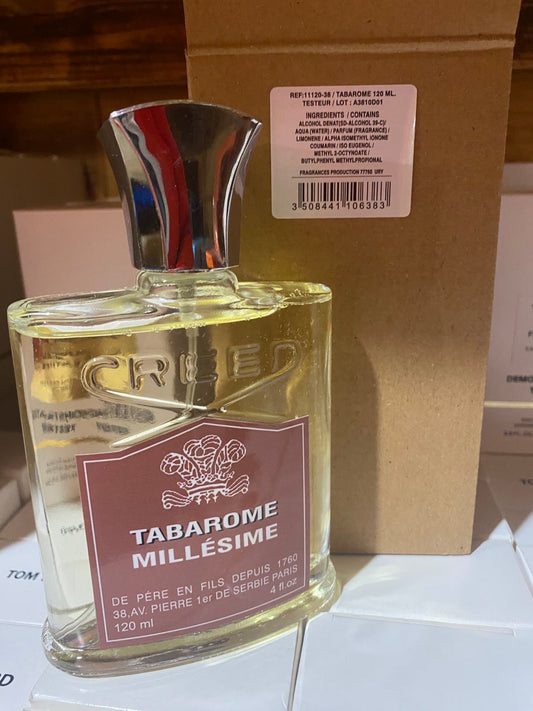 REF:11120-38 / TABAROME 120 ML.
TESTEUR / LOT : A3810D01
INGREDIENTS / CONTAINS
ALCOHOL DENAT(SD-ALCOHOL 39-C)/
AQUA (WATER) / PARFUM (FRAGRANCE) /
LIMONENE / ALPHA ISOMETHYL IONONE
COUMARIN / ISO EUGENOL /
METHYL 2-OCTYNOATE /
BUTYLPHENYL METHYLPROPIONAL
FRAGRANCES PRODUCTION 77760 URY
3 508441 106383
CREED
TABAROME
MILLÉSIME
DE PÈRE EN FILS DEPUIS 1760
38,AV. PIERRE 1er DE SERBIE PARIS
120 ml 4 fl.oz
TOM